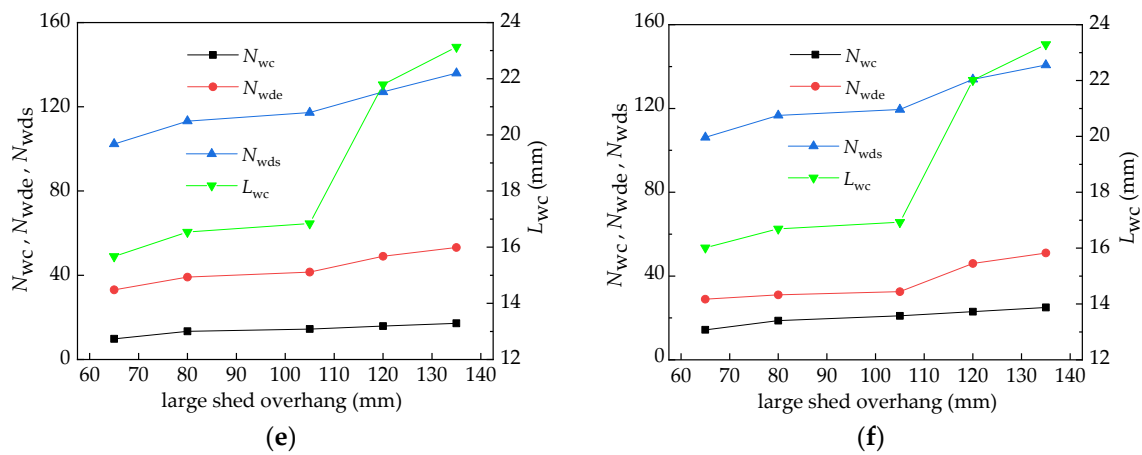 160
120
80
40
0
N_wc, N_wde, N_wds
N_wc
N_wde
N_wds
L_wc
24
22
20
18
16
14
12
L_wc (mm)
60 70 80 90 100 110 120 130 140
large shed overhang (mm)
(e)
160
120
80
40
0
N_wc, N_wde, N_wds
N_wc
N_wde
N_wds
L_wc
24
22
20
18
16
14
12
L_wc (mm)
60 70 80 90 100 110 120 130 140
large shed overhang (mm)
(f)